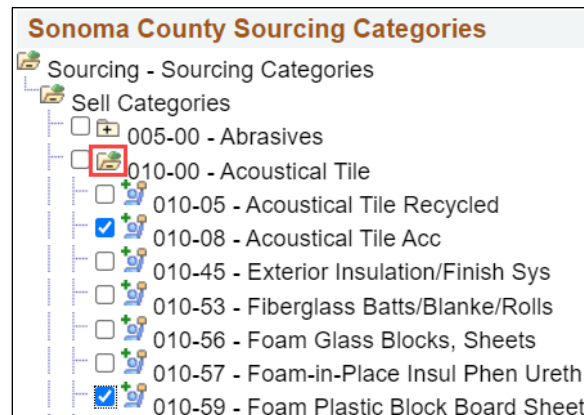 Sonoma County Sourcing Categories
Sourcing - Sourcing Categories
Sell Categories
005-00 - Abrasives
010-00 - Acoustical Tile
010-05 - Acoustical Tile Recycled
010-08 - Acoustical Tile Acc
010-45 - Exterior Insulation/Finish Sys
010-53 - Fiberglass Batts/Blanke/Rolls
010-56 - Foam Glass Blocks, Sheets
010-57 - Foam-in-Place Insul Phen Ureth
010-59 - Foam Plastic Block Board Sheet